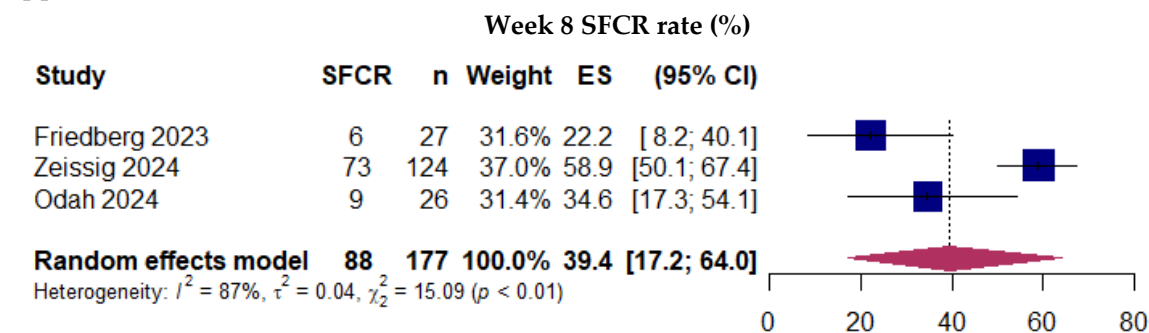 Week 8 SFCR rate (%)
Study SFCR n Weight ES (95% CI)
Friedberg 2023 6 27 31.6% 22.2 [ 8.2; 40.1]
Zeissig 2024 73 124 37.0% 58.9 [50.1; 67.4]
Odah 2024 9 26 31.4% 34.6 [17.3; 54.1]
Random effects model 88 177 100.0% 39.4 [17.2; 64.0]
Heterogeneity: I² = 87%, τ² = 0.04, χ²₂ = 15.09 (p < 0.01)
0 20 40 60 80